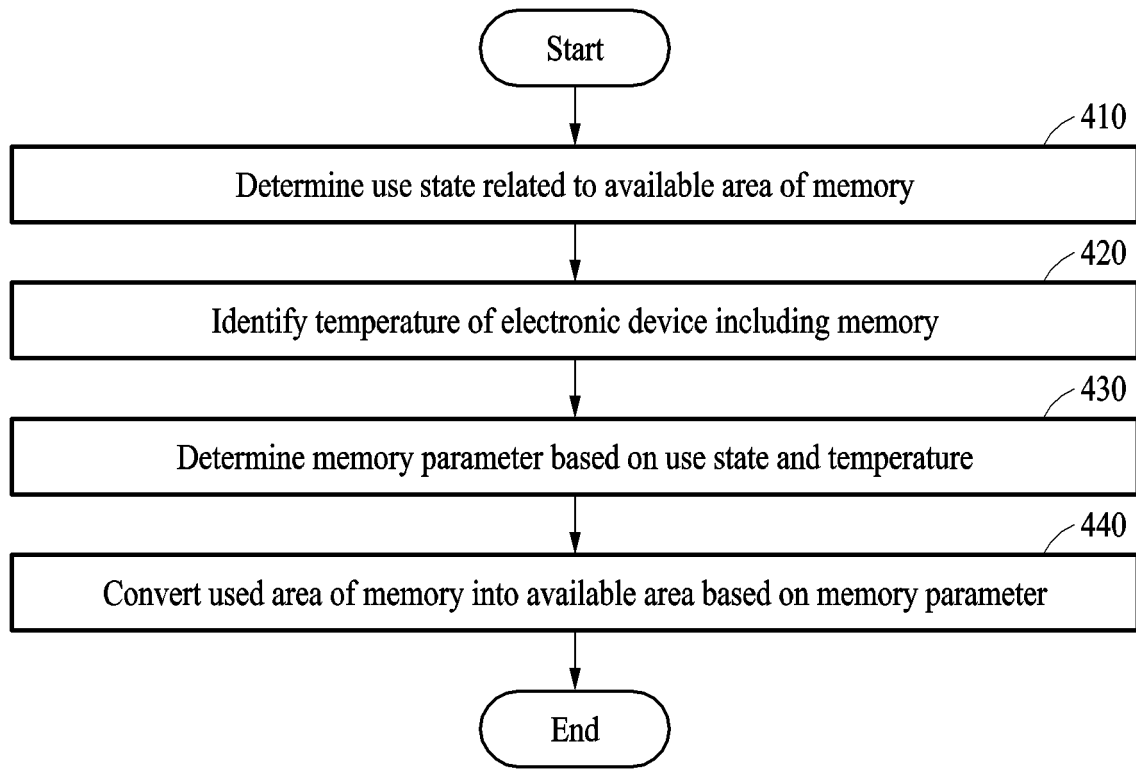 Start
410
Determine use state related to available area of memory
420
Identify temperature of electronic device including memory
430
Determine memory parameter based on use state and temperature
440
Convert used area of memory into available area based on memory parameter
End